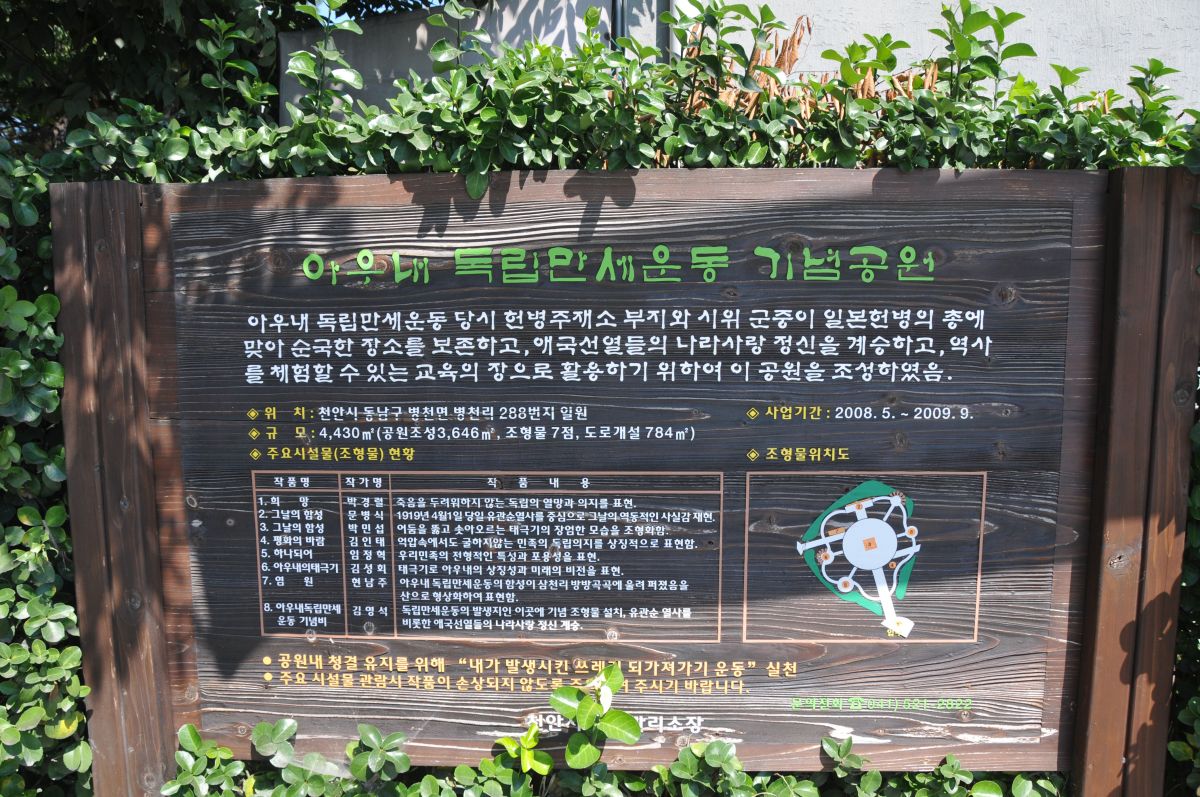 아우내 독립만세운동 기념공원
아우내 독립만세운동 당시 헌병주재소 부지와 시위 군중이 일본헌병의 총에
맞아 순국한 장소를 보존하고, 애국선열들의 나라사랑 정신을 계승하고, 역사
를 체험할 수 있는 교육의 장으로 활용하기 위하여 이 공원을 조성하였음.
◈ 위 치 : 천안시 동남구 병천면 병천리 288번지 일원
◈ 사업기간 : 2008. 5. ~ 2009. 9.
◈ 규 모 : 4,430㎡(공원조성3,646㎡, 조형물 7점, 도로개설 784㎡)
◈ 주요시설물(조형물) 현황
◈ 조형물위치도
작 품 명 작 가 명 작 품 내 용
1. 희 망 박 경 렬 죽음을 두려워하지 않는 독립의 열망과 의지를 표현.
2. 그날의 함성 문 병 식 1919년 4월1일 당일 유관순열사를 중심으로 그날의 역동적인 사실감 재현.
3. 그날의 함성 박 민 섭 어둠을 뚫고 솟아오르는 태극기의 장엄한 모습을 조형화함.
4. 평화의 바람 김 인 태 억압속에서도 굴하지않는 민족의 독립의지를 상징적으로 표현함.
5. 하나되어 임 정 혁 우리민족의 전형적인 특성과 포용성을 표현.
6. 아우내의태극기 김 성 회 태극기로 아우내의 상징성과 미래의 비전을 표현.
7. 염 원 현 남 주 아우내 독립만세운동의 함성이 삼천리 방방곡곡에 울려 퍼졌음을
산으로 형상화하여 표현함.
8. 아우내독립만세 김 영 석 독립만세운동의 발생지인 이곳에 기념 조형물 설치, 유관순 열사를
운동 기념비 비롯한 애국선열들의 나라사랑 정신 계승.
● 공원내 청결 유지를 위해 “내가 발생시킨 쓰레기 되가져가기 운동” 실천
● 주요 시설물 관람시 작품이 손상되지 않도록 주시기 바랍니다.
문의전화 ☎ 041) 521-2822